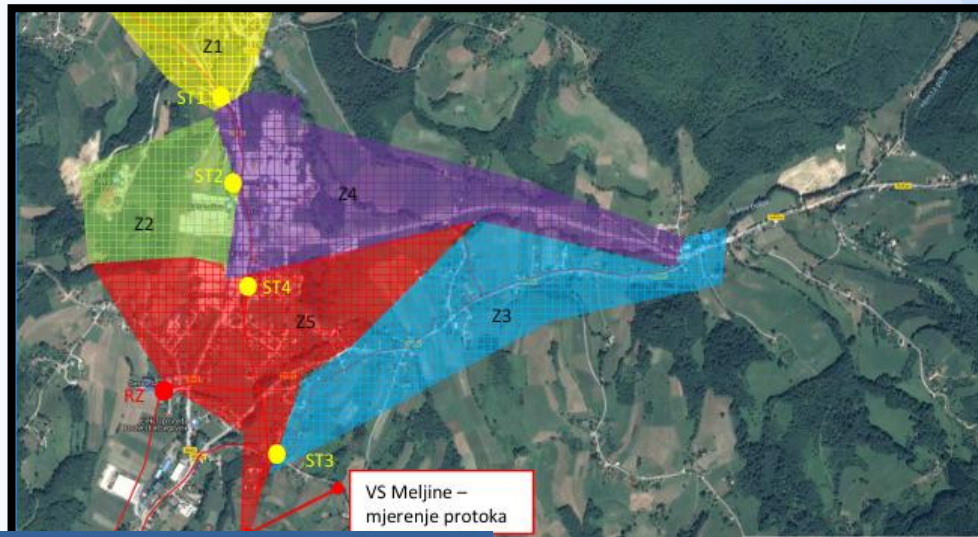 Z1
ST1
ST2
Z4
Z2
ST4
Z5
Z3
RZ
ST3
VS Meljine –
mjerenje protoka